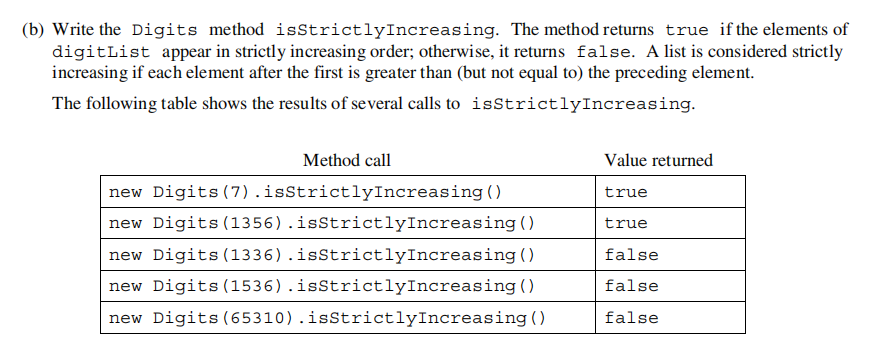 (b) Write the Digits method isStrictlyIncreasing. The method returns true if the elements of
digitList appear in strictly increasing order; otherwise, it returns false. A list is considered strictly
increasing if each element after the first is greater than (but not equal to) the preceding element.
The following table shows the results of several calls to isStrictlyIncreasing.
Method call Value returned
new Digits(7).isStrictlyIncreasing() true
new Digits(1356).isStrictlyIncreasing() true
new Digits(1336).isStrictlyIncreasing() false
new Digits(1536).isStrictlyIncreasing() false
new Digits(65310).isStrictlyIncreasing() false